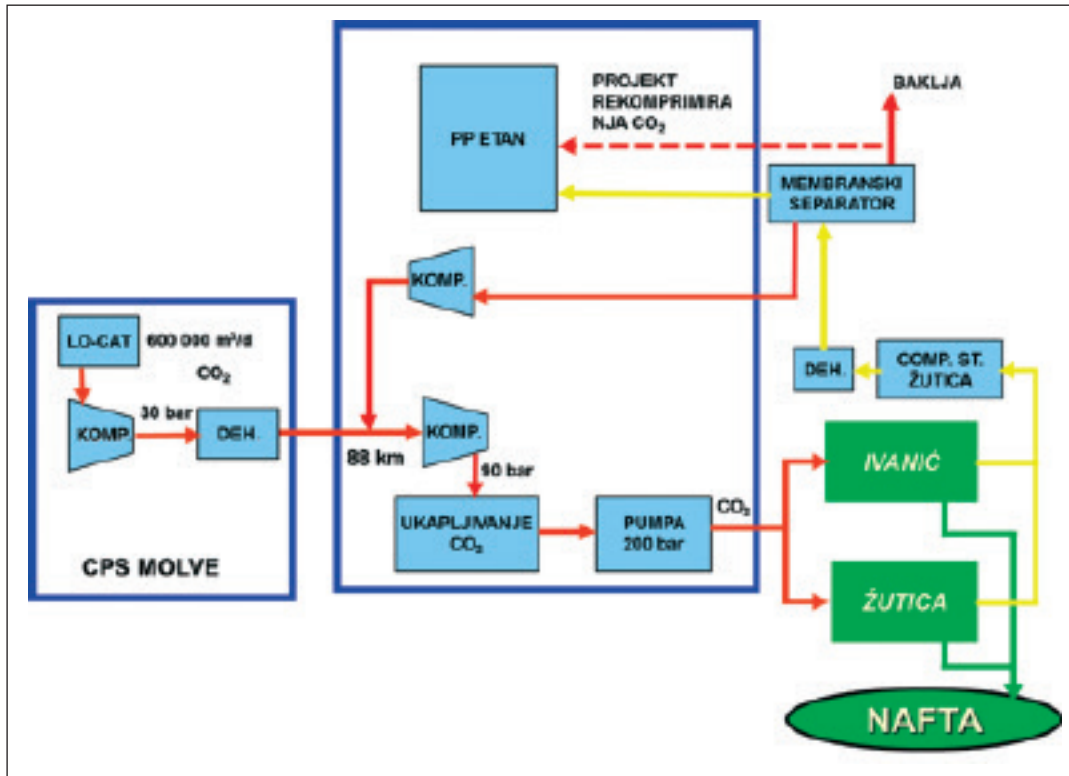 PROJEKT
REKOMPRIMIRA
NJA CO₂
BAKLJA
PP ETAN
MEMBRANSKI
SEPARATOR
KOMP.
LO-CAT
600 000 m³/d
CO₂
KOMP.
30 bar
DEH.
88 km
KOMP.
90 bar
UKAPLJIVANJE
CO₂
PUMPA
200 bar
CO₂
DEH.
COMP. ST.
ŽUTICA
IVANIĆ
ŽUTICA
CPS MOLVE
NAFTA